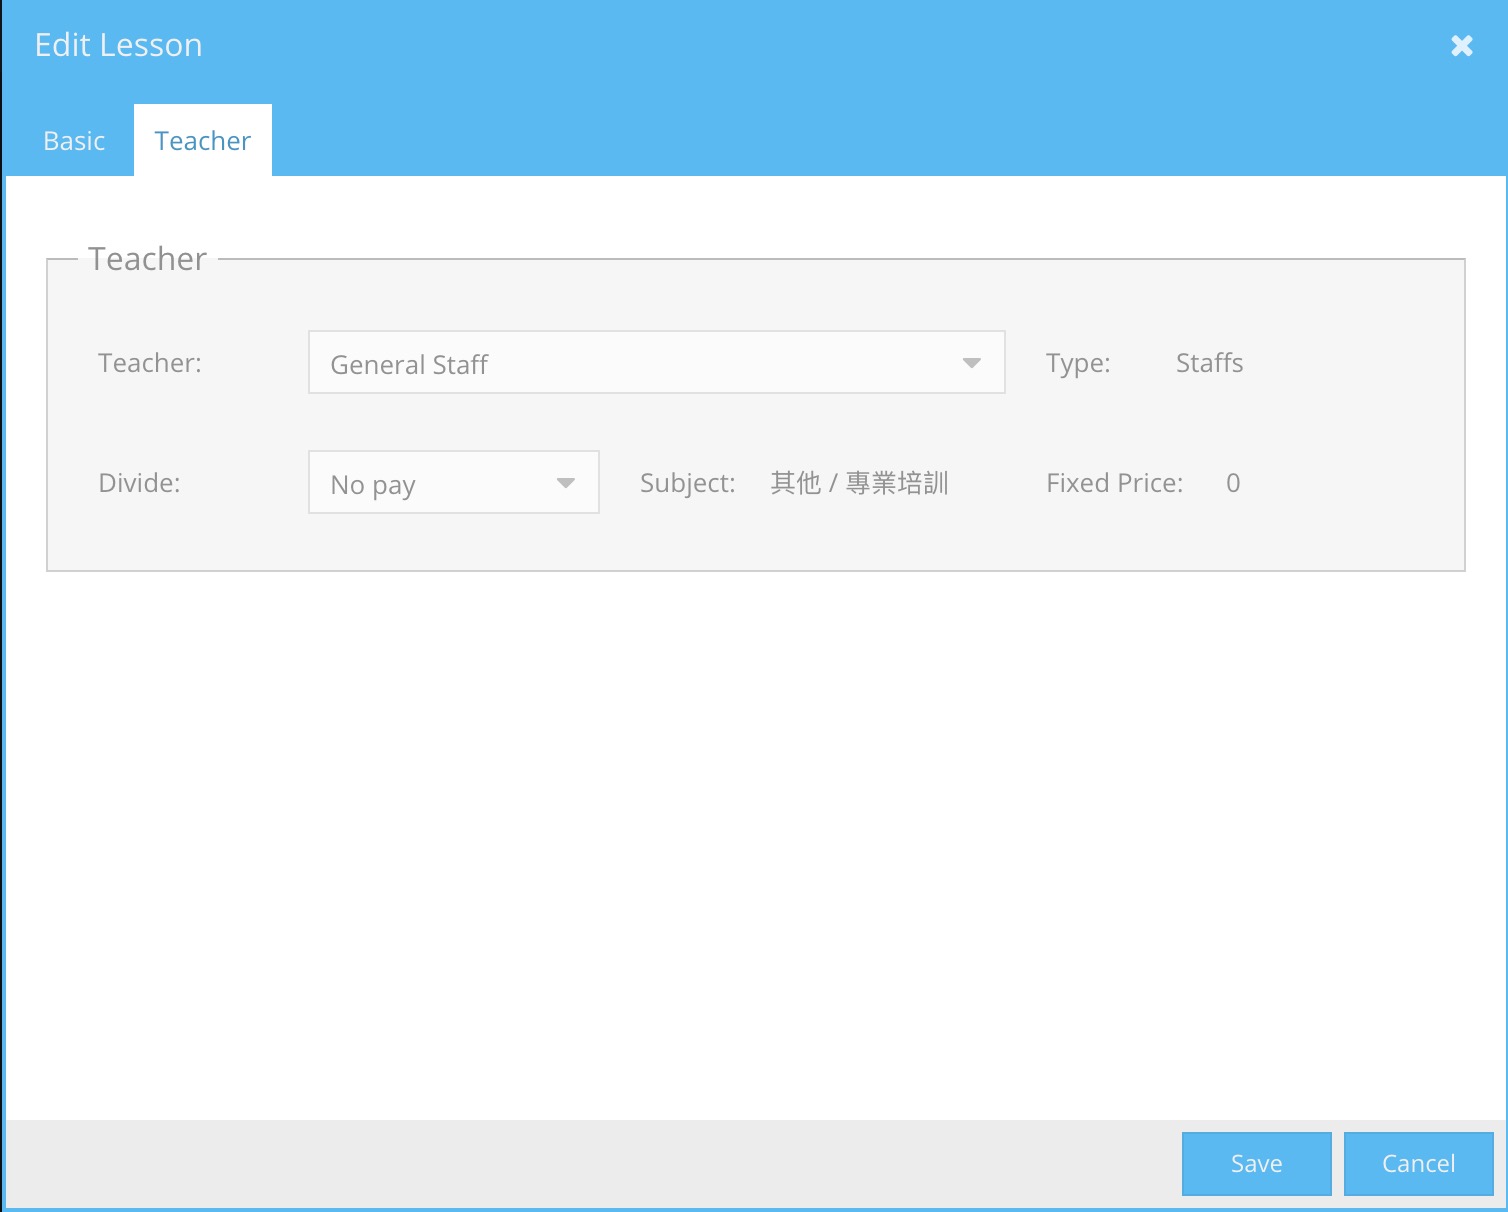 Edit Lesson
Basic Teacher
Teacher
Teacher: General Staff Type: Staffs
Divide: No pay Subject: 其他 / 專業培訓 Fixed Price: 0
Save Cancel